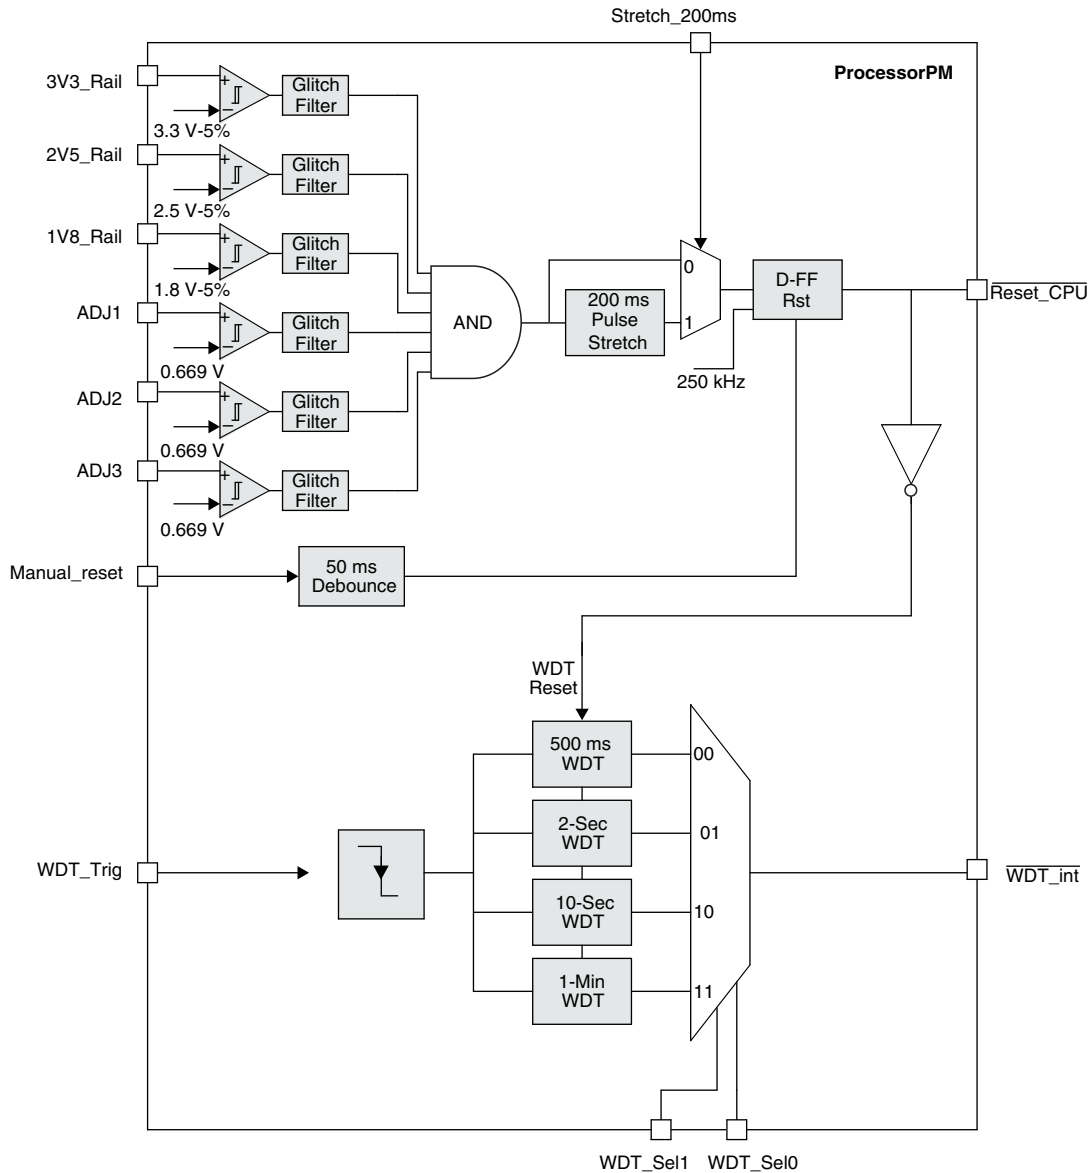 Stretch_200ms
ProcessorPM
3V3_Rail
+
−
Glitch
Filter
3.3 V-5%
2V5_Rail
+
−
Glitch
Filter
2.5 V-5%
1V8_Rail
+
−
Glitch
Filter
1.8 V-5%
ADJ1
+
−
Glitch
Filter
0.669 V
ADJ2
+
−
Glitch
Filter
0.669 V
ADJ3
+
−
Glitch
Filter
0.669 V
AND
200 ms
Pulse
Stretch
0
1
D-FF
Rst
250 kHz
Reset_CPU
Manual_reset
50 ms
Debounce
WDT
Reset
500 ms
WDT
00
2-Sec
WDT
01
10-Sec
WDT
10
1-Min
WDT
11
WDT_Trig
WDT_int
WDT_Sel1
WDT_Sel0